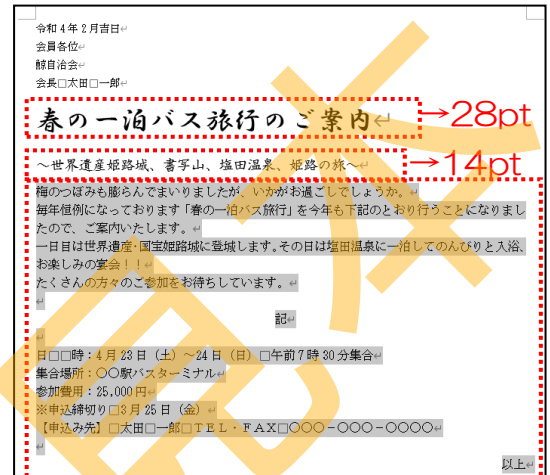 令和4年2月吉日
会員各位
鯨自治会
会長□太田□一郎
春の一泊バス旅行のご案内
→28pt
~世界遺産姫路城、書写山、塩田温泉、姫路の旅~
→14pt
梅のつぼみも膨らんでまいりましたが、いかがお過ごしでしょうか。
毎年恒例になっております「春の一泊バス旅行」を今年も下記のとおり行うことになりまし
たので、ご案内いたします。
一日目は世界遺産・国宝姫路城に登城します。その日は塩田温泉に一泊してのんびりと入浴、
お楽しみの宴会!!
たくさんの方々のご参加をお待ちしています。
記
日□□時:4月23日(土)~24日(日)□午前7時30分集合
集合場所:○○駅バスターミナル
参加費用:25,000円
※申込締切り□3月25日(金)
【申込み先】□太田□一郎□TEL・FAX□○○○-○○○-○○○○
以上
見本